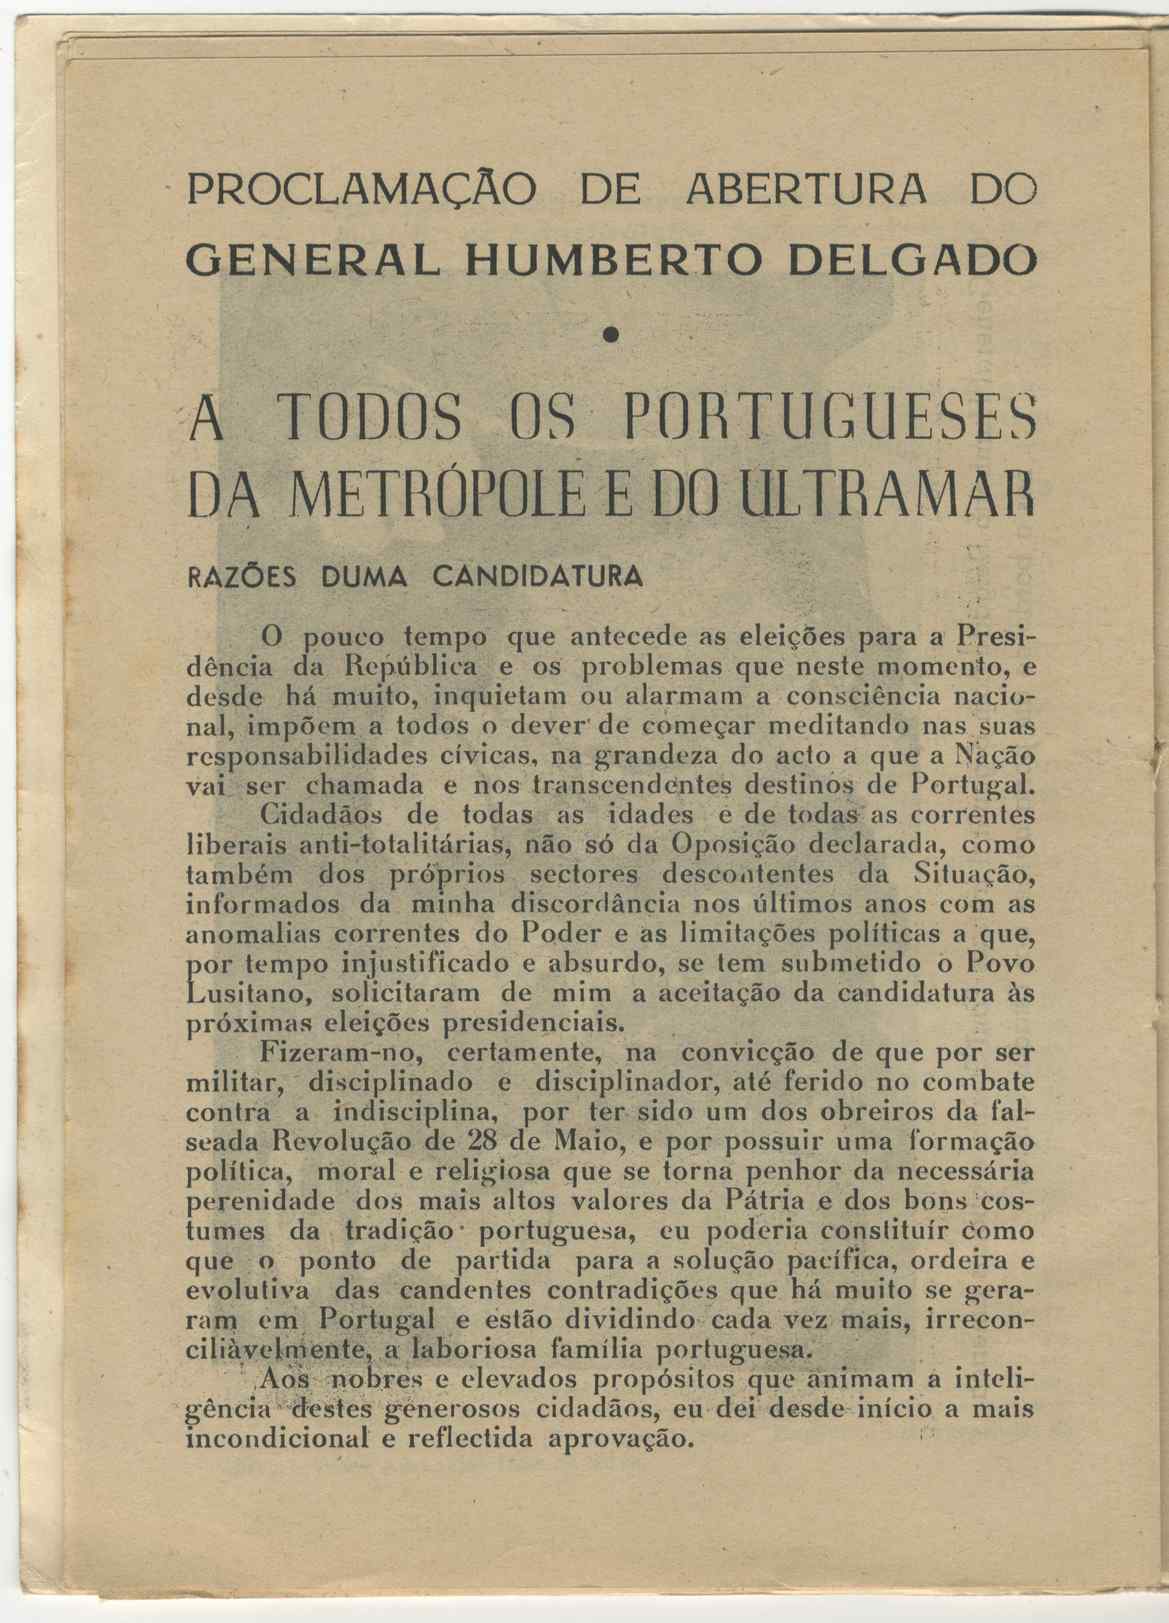 PROCLAMAÇÃO DE ABERTURA DO
GENERAL HUMBERTO DELGADO
•
A TODOS OS PORTUGUESES
DA METRÓPOLE E DO ULTRAMAR
RAZÕES DUMA CANDIDATURA
O pouco tempo que antecede as eleições para a Presi-
dência da República e os problemas que neste momento, e
desde há muito, inquietam ou alarmam a consciência nacio-
nal, impõem a todos o dever de começar meditando nas suas
responsabilidades cívicas, na grandeza do acto a que a Nação
vai ser chamada e nos transcendentes destinos de Portugal.
Cidadãos de todas as idades e de todas as correntes
liberais anti-totalitárias, não só da Oposição declarada, como
também dos próprios sectores descontentes da Situação,
informados da minha discordância nos últimos anos com as
anomalias correntes do Poder e as limitações políticas a que,
por tempo injustificado e absurdo, se tem submetido o Povo
Lusitano, solicitaram de mim a aceitação da candidatura às
próximas eleições presidenciais.
Fizeram-no, certamente, na convicção de que por ser
militar, disciplinado e disciplinador, até ferido no combate
contra a indisciplina, por ter sido um dos obreiros da fal-
seada Revolução de 28 de Maio, e por possuir uma formação
política, moral e religiosa que se torna penhor da necessária
perenidade dos mais altos valores da Pátria e dos bons cos-
tumes da tradição portuguesa, eu poderia constituír como
que o ponto de partida para a solução pacífica, ordeira e
evolutiva das candentes contradições que há muito se gera-
ram em Portugal e estão dividindo cada vez mais, irrecon-
ciliàvelmente, a laboriosa família portuguesa.
Aos nobres e elevados propósitos que animam a inteli-
gência destes generosos cidadãos, eu dei desde início a mais
incondicional e reflectida aprovação.